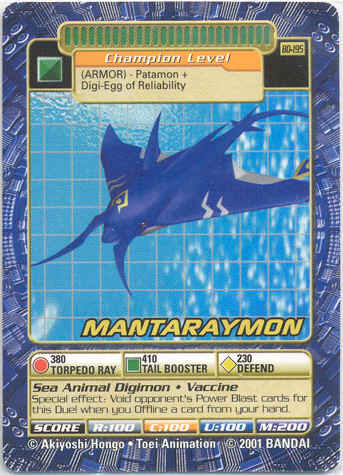 Champion Level
BD-195
(ARMOR) - Patamon +
Digi-Egg of Reliability
MANTARAYMON
380 TORPEDO RAY
410 TAIL BOOSTER
230 DEFEND
Sea Animal Digimon • Vaccine
Special effect: Void opponent's Power Blast cards for
this Duel when you Offline a card from your hand.
SCORE R:100 C:100 U:100 M:200
© Akiyoshi Hongo • Toei Animation © 2001 BANDAI